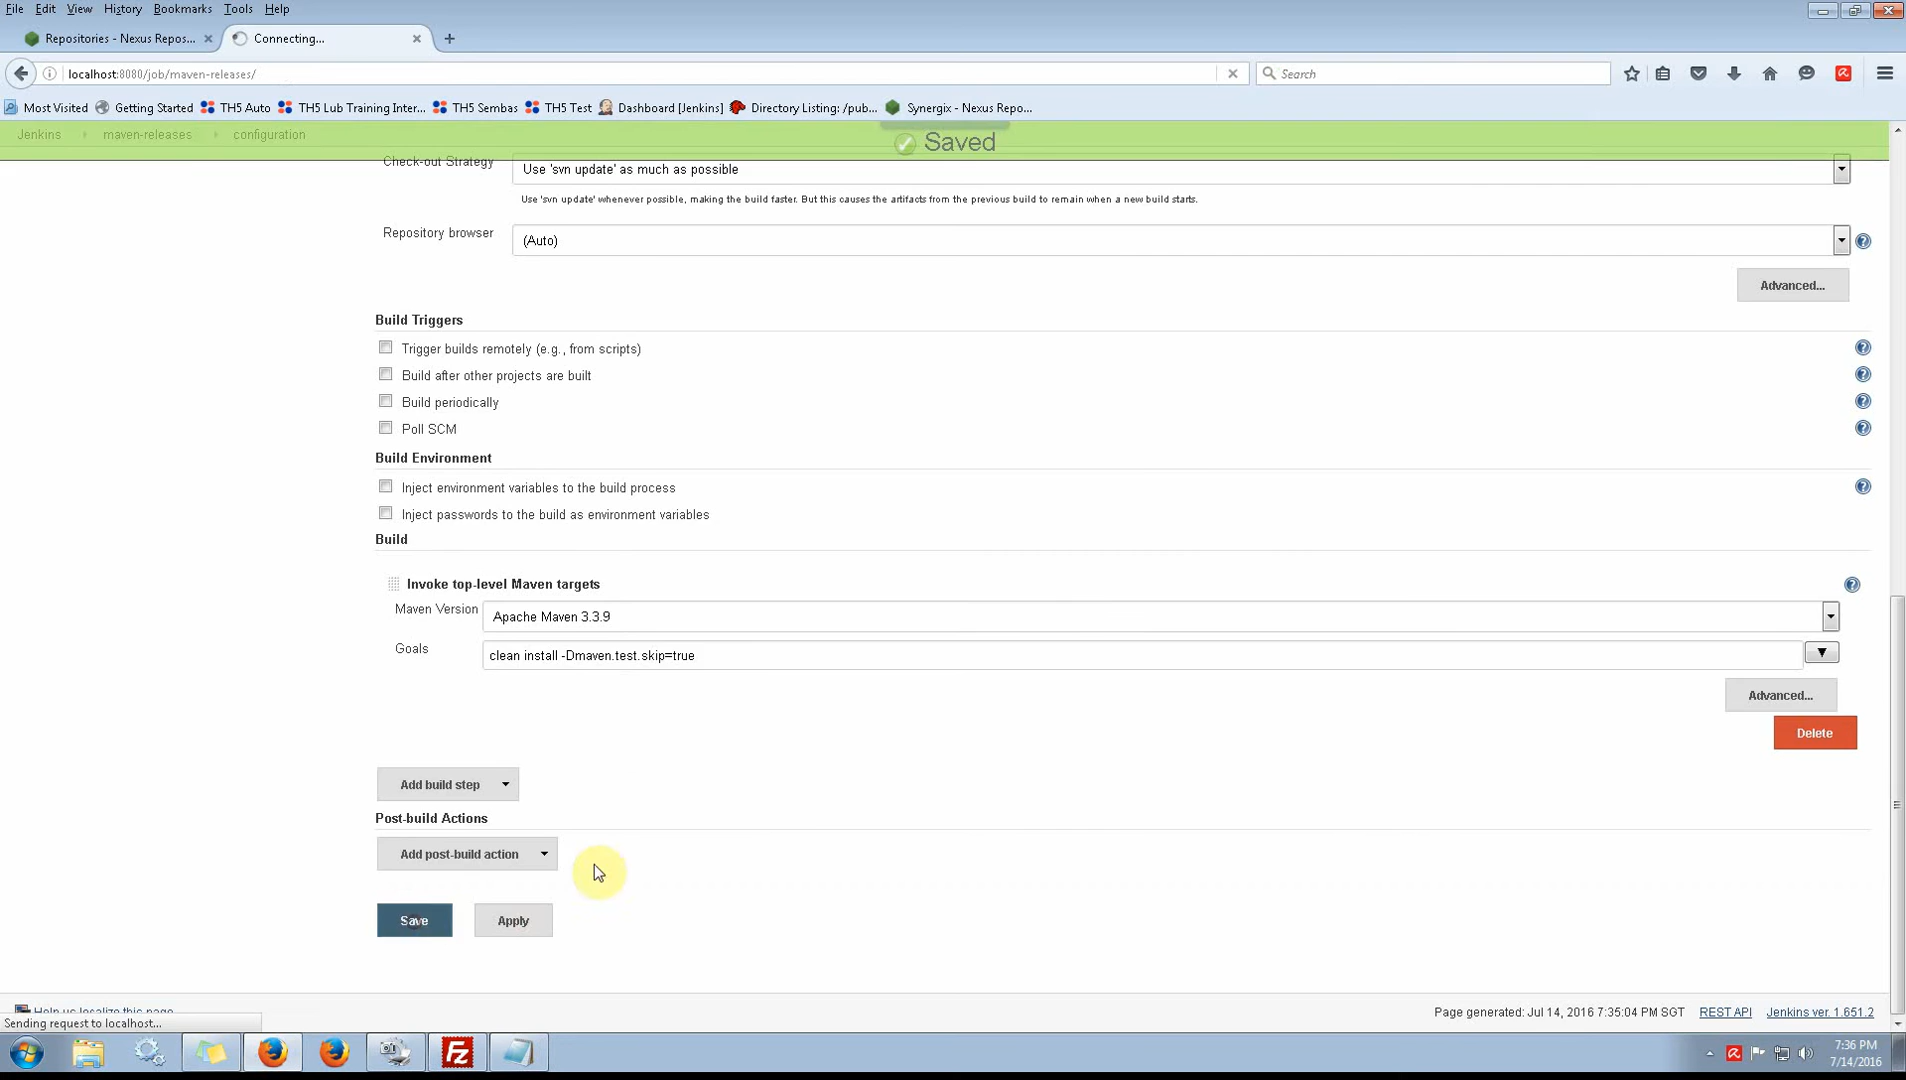 File Edit View History Bookmarks Tools Help
Repositories - Nexus Repos... Connecting...
localhost:8080/job/maven-releases/ Search
Most Visited Getting Started TH5 Auto TH5 Lub Training Inter... TH5 Sembas TH5 Test Dashboard [Jenkins] Directory Listing: /pub... Synergix - Nexus Repo...
Jenkins maven-releases configuration Saved
Check-out Strategy Use 'svn update' as much as possible
Use 'svn update' whenever possible, making the build faster. But this causes the artifacts from the previous build to remain when a new build starts.
Repository browser (Auto)
Advanced...
Build Triggers
Trigger builds remotely (e.g., from scripts)
Build after other projects are built
Build periodically
Poll SCM
Build Environment
Inject environment variables to the build process
Inject passwords to the build as environment variables
Build
Invoke top-level Maven targets
Maven Version Apache Maven 3.3.9
Goals clean install -Dmaven.test.skip=true
Advanced...
Delete
Add build step
Post-build Actions
Add post-build action
Save Apply
Help us localize this page Page generated: Jul 14, 2016 7:35:04 PM SGT REST API Jenkins ver. 1.651.2
Sending request to localhost...
7:36 PM
7/14/2016